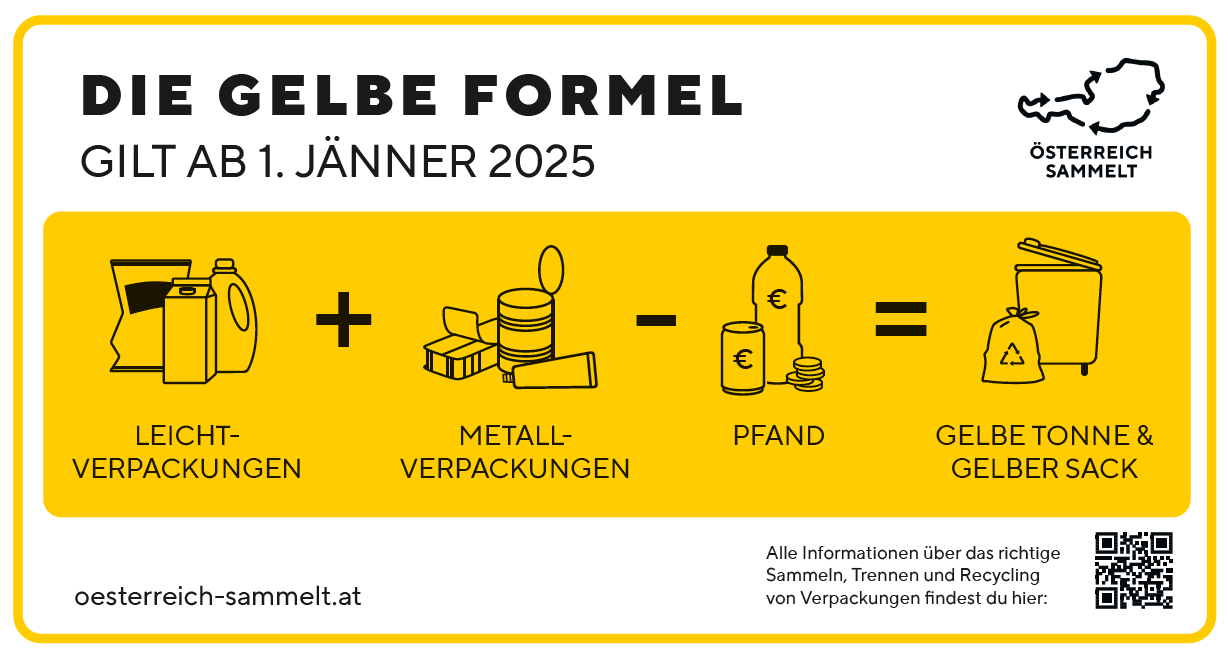 DIE GELBE FORMEL
GILT AB 1. JÄNNER 2025
ÖSTERREICH
SAMMELT
+
-
€
€
=
LEICHT-
VERPACKUNGEN
METALL-
VERPACKUNGEN
PFAND
GELBE TONNE &
GELBER SACK
oesterreich-sammelt.at
Alle Informationen über das richtige
Sammeln, Trennen und Recycling
von Verpackungen findest du hier: